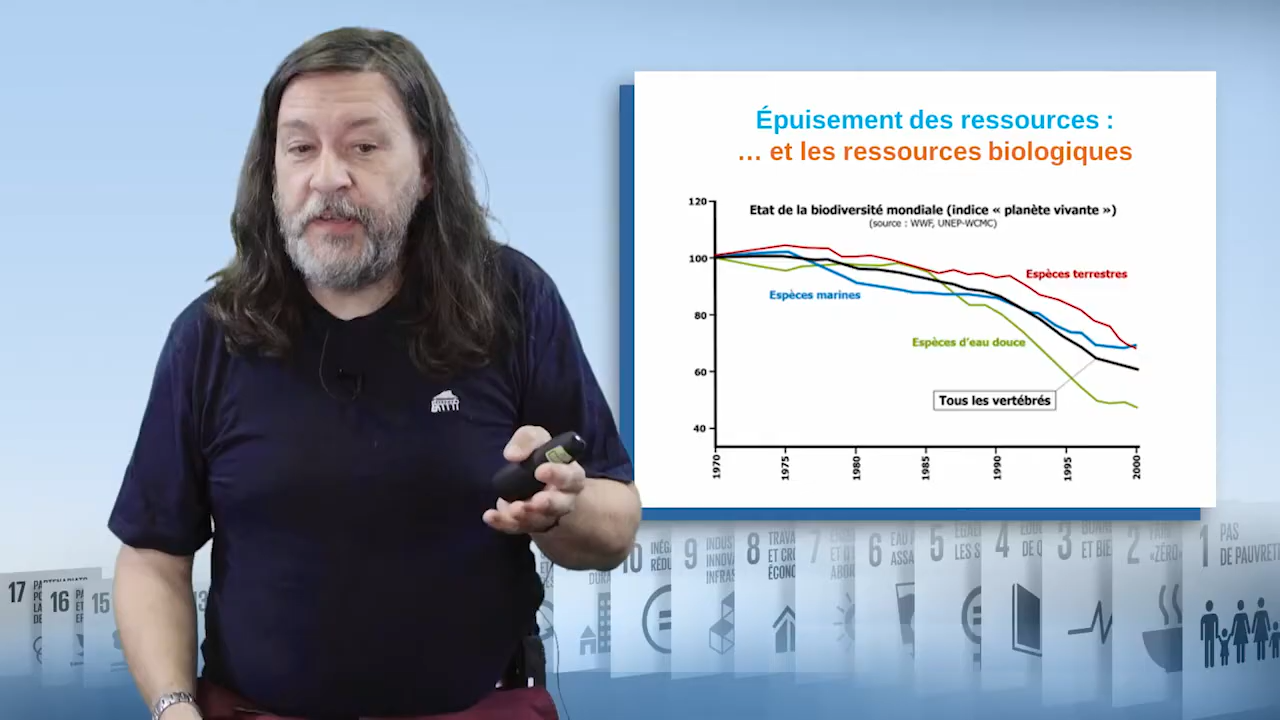 Épuisement des ressources :
… et les ressources biologiques
120
Etat de la biodiversité mondiale (indice « planète vivante »)
(source : WWF, UNEP-WCMC)
100
Espèces terrestres
Espèces marines
80
Espèces d'eau douce
60
Tous les vertébrés
40
1970
1975
1980
1985
1990
1995
2000
17
16
15
10
9
8
7
6
5
4
3
2
«ZÉRO»
1 PAS
DE PAUVRETÉ